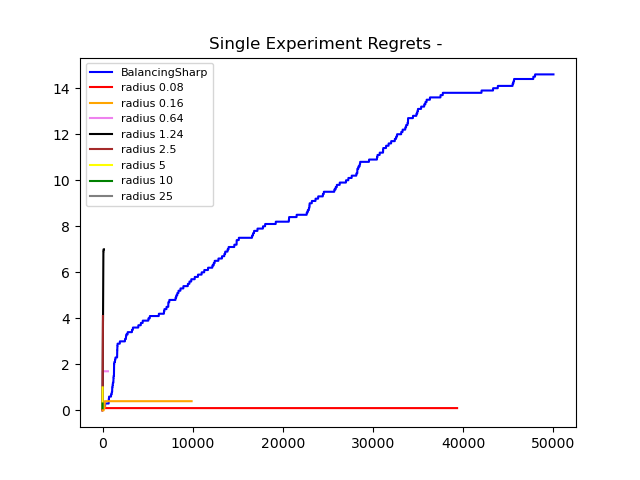 Single Experiment Regrets -
BalancingSharp
radius 0.08
radius 0.16
radius 0.64
radius 1.24
radius 2.5
radius 5
radius 10
radius 25
14
12
10
8
6
4
2
0
0 10000 20000 30000 40000 50000